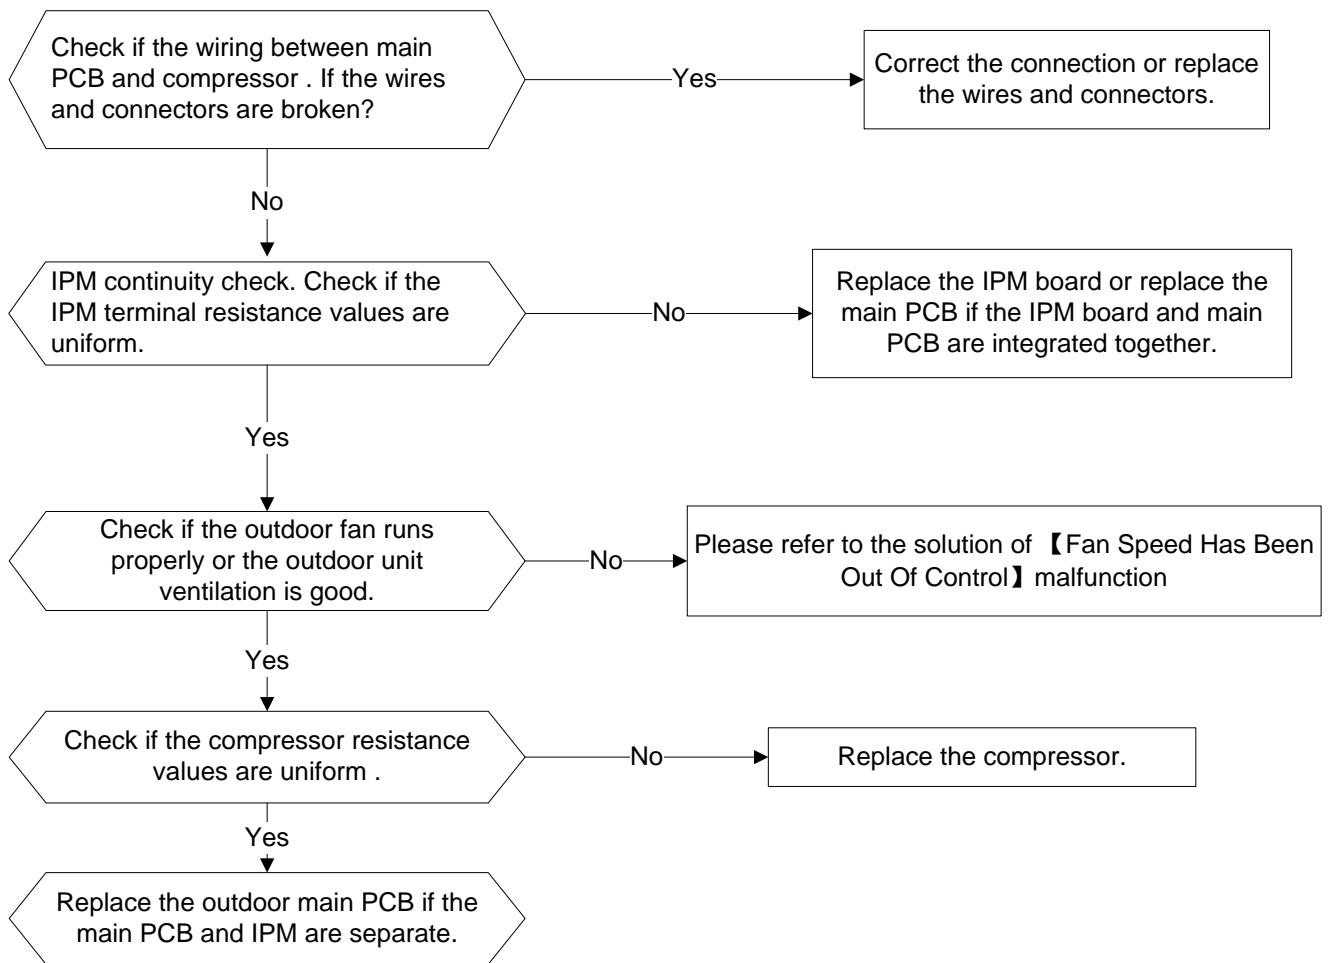 Check if the wiring between main
PCB and compressor . If the wires
and connectors are broken?
Yes
Correct the connection or replace
the wires and connectors.
No
IPM continuity check. Check if the
IPM terminal resistance values are
uniform.
No
Replace the IPM board or replace the
main PCB if the IPM board and main
PCB are integrated together.
Yes
Check if the outdoor fan runs
properly or the outdoor unit
ventilation is good.
No
Please refer to the solution of 【Fan Speed Has Been
Out Of Control】malfunction
Yes
Check if the compressor resistance
values are uniform .
No
Replace the compressor.
Yes
Replace the outdoor main PCB if the
main PCB and IPM are separate.